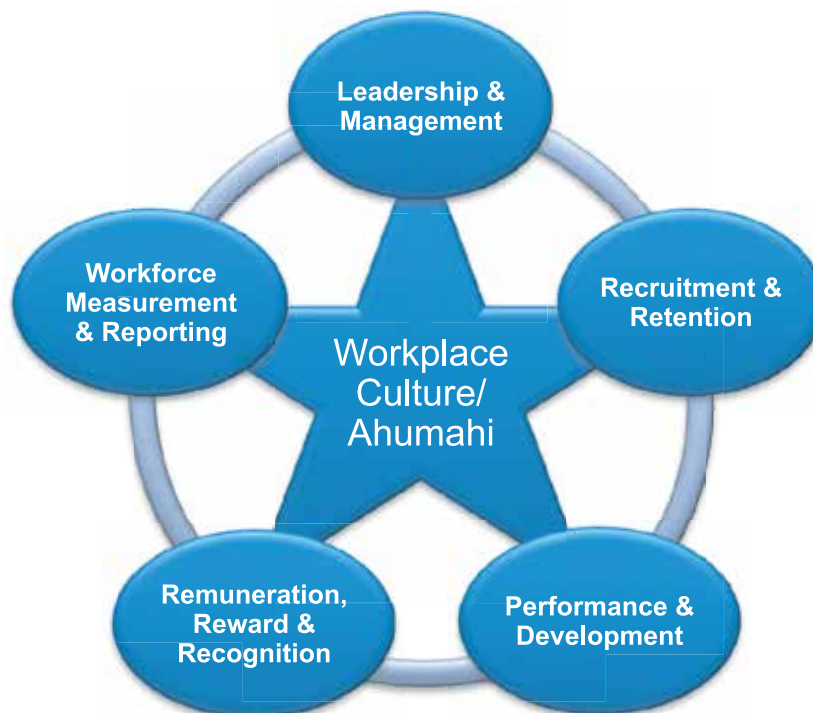 Leadership &
Management
Workforce
Measurement
& Reporting
Recruitment &
Retention
Workplace
Culture/
Ahumahi
Remuneration,
Reward &
Recognition
Performance &
Development